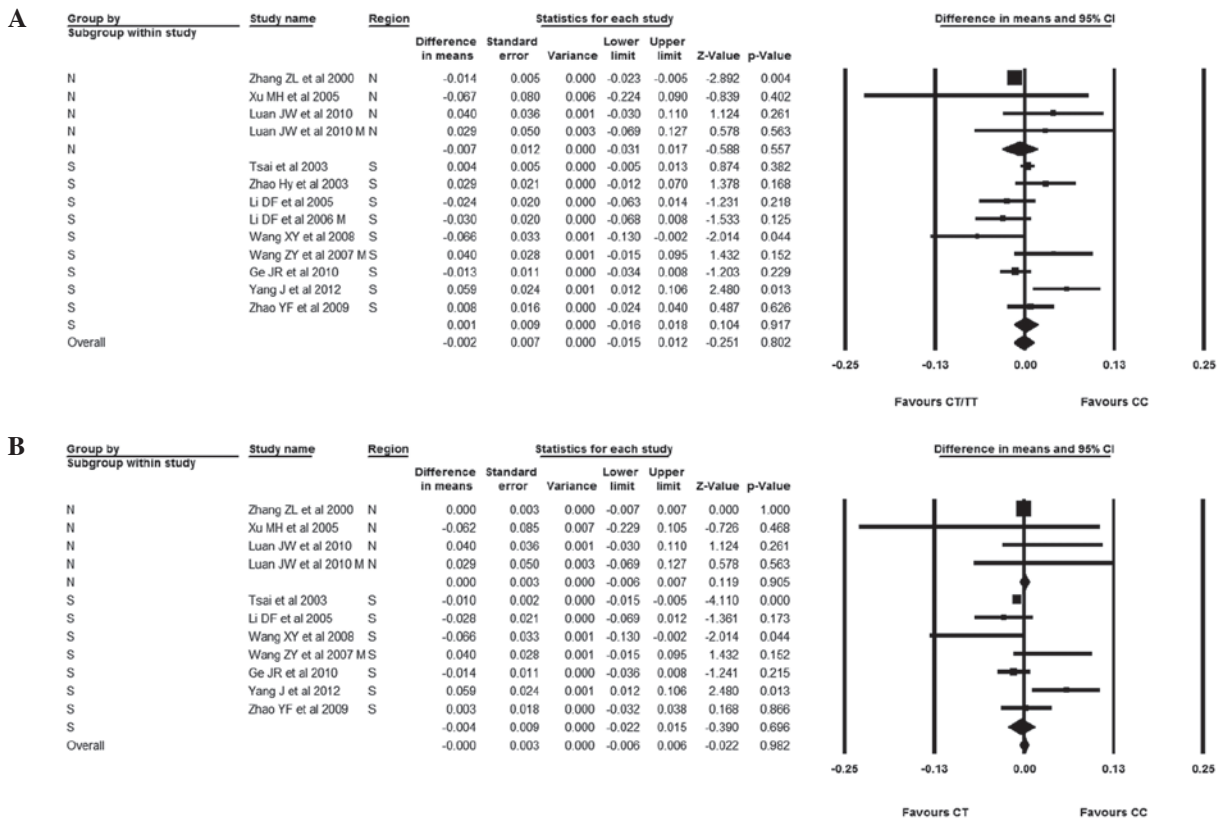 A
Group by Study name Region Statistics for each study Difference in means and 95% CI
Subgroup within study
Difference Standard Lower Upper
in means error Variance limit limit Z-Value p-Value
N Zhang ZL et al 2000 N -0.014 0.005 0.000 -0.023 -0.005 -2.892 0.004
N Xu MH et al 2005 N -0.067 0.080 0.006 -0.224 0.090 -0.839 0.402
N Luan JW et al 2010 N 0.040 0.036 0.001 -0.030 0.110 1.124 0.261
N Luan JW et al 2010 M N 0.029 0.050 0.003 -0.069 0.127 0.578 0.563
N -0.007 0.012 0.000 -0.031 0.017 -0.588 0.557
S Tsai et al 2003 S 0.004 0.005 0.000 -0.005 0.013 0.874 0.382
S Zhao Hy et al 2003 S 0.029 0.021 0.000 -0.012 0.070 1.378 0.168
S Li DF et al 2005 S -0.024 0.020 0.000 -0.063 0.014 -1.231 0.218
S Li DF et al 2006 M S -0.030 0.020 0.000 -0.068 0.008 -1.533 0.125
S Wang XY et al 2008 S -0.066 0.033 0.001 -0.130 -0.002 -2.014 0.044
S Wang ZY et al 2007 M S 0.040 0.028 0.001 -0.015 0.095 1.432 0.152
S Ge JR et al 2010 S -0.013 0.011 0.000 -0.034 0.008 -1.203 0.229
S Yang J et al 2012 S 0.059 0.024 0.001 0.012 0.106 2.480 0.013
S Zhao YF et al 2009 S 0.008 0.016 0.000 -0.024 0.040 0.487 0.626
S 0.001 0.009 0.000 -0.016 0.018 0.104 0.917
Overall -0.002 0.007 0.000 -0.015 0.012 -0.251 0.802
-0.25 -0.13 0.00 0.13 0.25
Favours CT/TT Favours CC
B
Group by Study name Region Statistics for each study Difference in means and 95% CI
Subgroup within study
Difference Standard Lower Upper
in means error Variance limit limit Z-Value p-Value
N Zhang ZL et al 2000 N 0.000 0.003 0.000 -0.007 0.007 0.000 1.000
N Xu MH et al 2005 N -0.062 0.085 0.007 -0.229 0.105 -0.726 0.468
N Luan JW et al 2010 N 0.040 0.036 0.001 -0.030 0.110 1.124 0.261
N Luan JW et al 2010 M N 0.029 0.050 0.003 -0.069 0.127 0.578 0.563
N 0.000 0.003 0.000 -0.006 0.007 0.119 0.905
S Tsai et al 2003 S -0.010 0.002 0.000 -0.015 -0.005 -4.110 0.000
S Li DF et al 2005 S -0.028 0.021 0.000 -0.069 0.012 -1.361 0.173
S Wang XY et al 2008 S -0.066 0.033 0.001 -0.130 -0.002 -2.014 0.044
S Wang ZY et al 2007 M S 0.040 0.028 0.001 -0.015 0.095 1.432 0.152
S Ge JR et al 2010 S -0.014 0.011 0.000 -0.036 0.008 -1.241 0.215
S Yang J et al 2012 S 0.059 0.024 0.001 0.012 0.106 2.480 0.013
S Zhao YF et al 2009 S 0.003 0.018 0.000 -0.032 0.038 0.168 0.866
S -0.004 0.009 0.000 -0.022 0.015 -0.390 0.696
Overall -0.000 0.003 0.000 -0.006 0.006 -0.022 0.982
-0.25 -0.13 0.00 0.13 0.25
Favours CT Favours CC